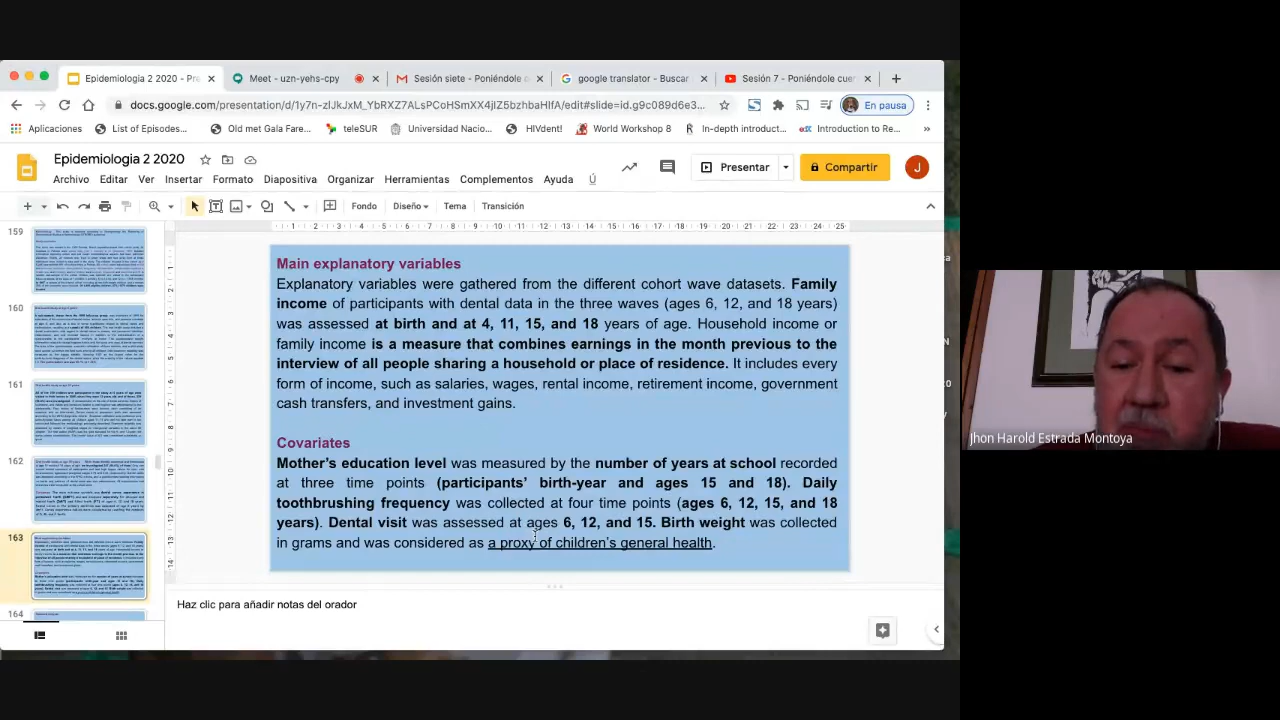 Epidemiologia 2 2020 - Pre
Meet - uzn-yehs-cpy
Sesión siete - Poniéndole
google translator - Buscar
Sesión 7 - Poniéndole cue
docs.google.com/presentation/d/
En pausa
Aplicaciones
List of Episodes...
Old met Gala Fare...
teleSUR
Universidad Nacio...
HIVdent!
World Workshop 8
In-depth introduct...
Introduction to Re...
Epidemiologia 2 2020
Presentar
Compartir
J
Archivo Editar Ver Insertar Formato Diapositiva Organizar Herramientas Complementos Ayuda
Fondo Diseño Tema Transición
159
160
161
162
163
164
Main explanatory variables
Explanatory variables were gathered from the different cohort wave datasets. Family
income of participants with dental data in the three waves (ages 6, 12, and 18 years)
was assessed at birth and at 4, 11, 15, and 18 years of age. Household income or
family income is a measure of combined earnings in the month previous to the
interview of all people sharing a household or place of residence. It includes every
form of income, such as salaries, wages, rental income, retirement income, government
cash transfers, and investment gains.
Covariates
Mother's education level was measured by the number of years at school recorded
at three time points (participants' birth-year and ages 15 and 18). Daily
toothbrushing frequency was recorded at four time points (ages 6,12, 15, and 18
years). Dental visit was assessed at ages 6, 12, and 15. Birth weight was collected
in grams and was considered a proxy for children's general health.
Haz clic para añadir notas del orador
Jhon Harold Estrada Montoya